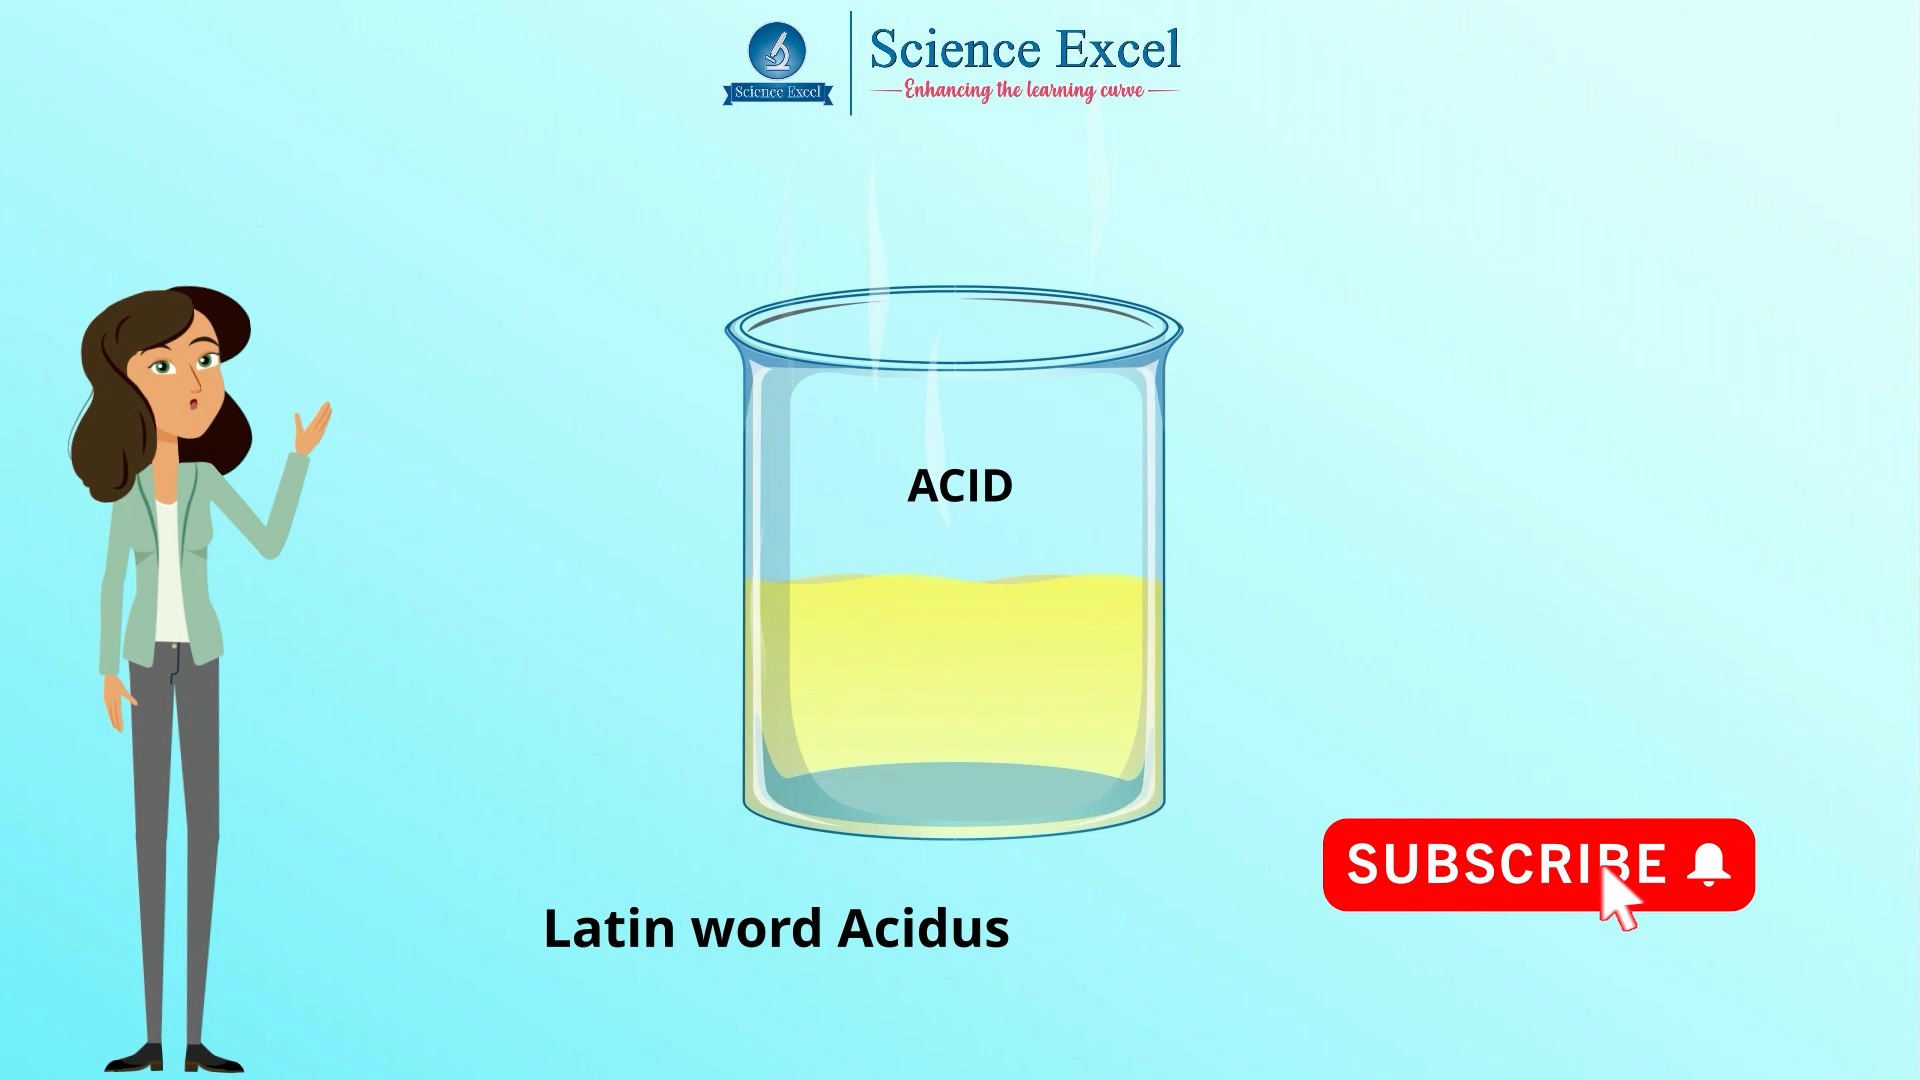 Science Excel
Science Excel
Enhancing the learning curve
ACID
SUBSCRIBE
Latin word Acidus